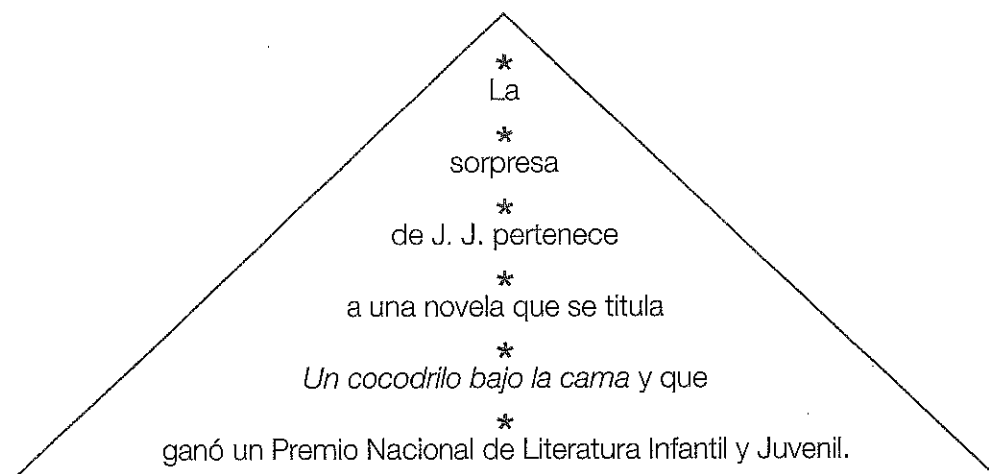 *
La
*
sorpresa
*
de J. J. pertenece
*
a una novela que se titula
*
Un cocodrilo bajo la cama y que
*
ganó un Premio Nacional de Literatura Infantil y Juvenil.